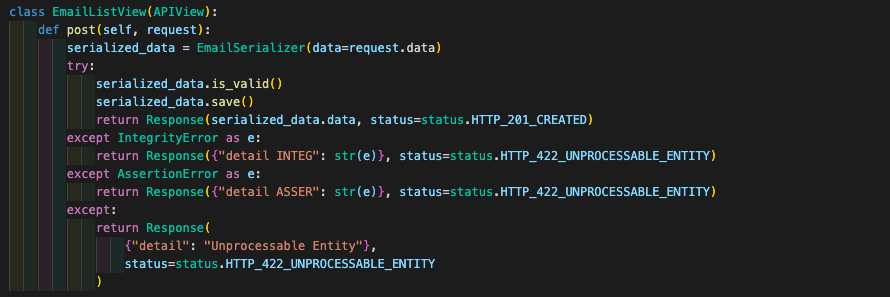 class EmailListView(APIView):
    def post(self, request):
        serialized_data = EmailSerializer(data=request.data)
        try:
            serialized_data.is_valid()
            serialized_data.save()
            return Response(serialized_data.data, status=status.HTTP_201_CREATED)
        except IntegrityError as e:
            return Response({"detail INTEG": str(e)}, status=status.HTTP_422_UNPROCESSABLE_ENTITY)
        except AssertionError as e:
            return Response({"detail ASSER": str(e)}, status=status.HTTP_422_UNPROCESSABLE_ENTITY)
        except:
            return Response(
                {"detail": "Unprocessable Entity"},
                status=status.HTTP_422_UNPROCESSABLE_ENTITY
            )